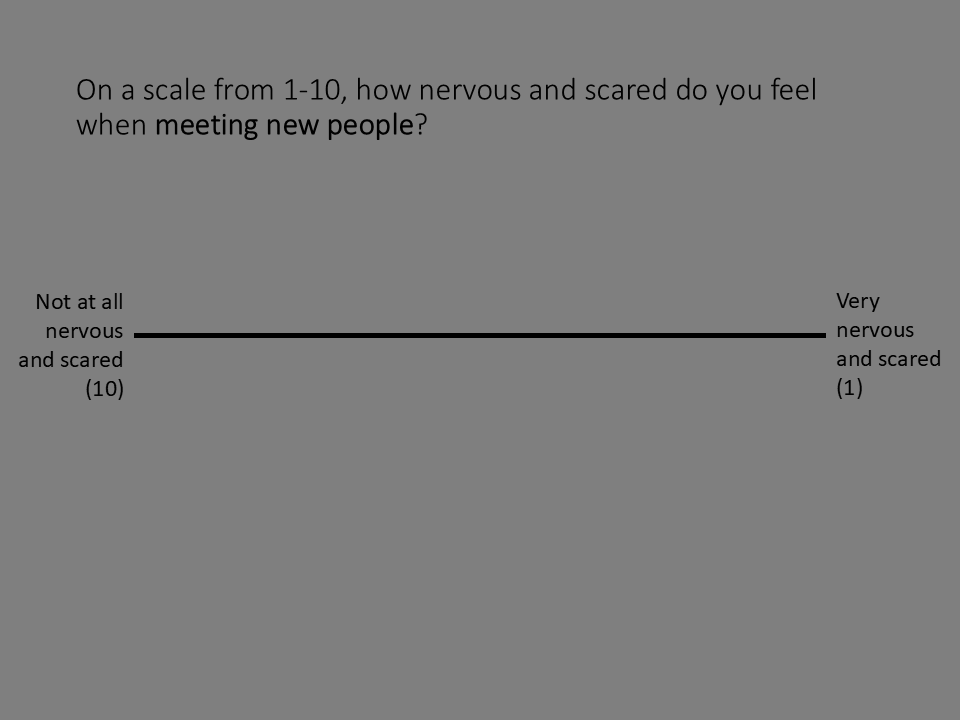 On a scale from 1-10, how nervous and scared do you feel
when meeting new people?
Not at all
nervous
and scared
(10)
Very
nervous
and scared
(1)